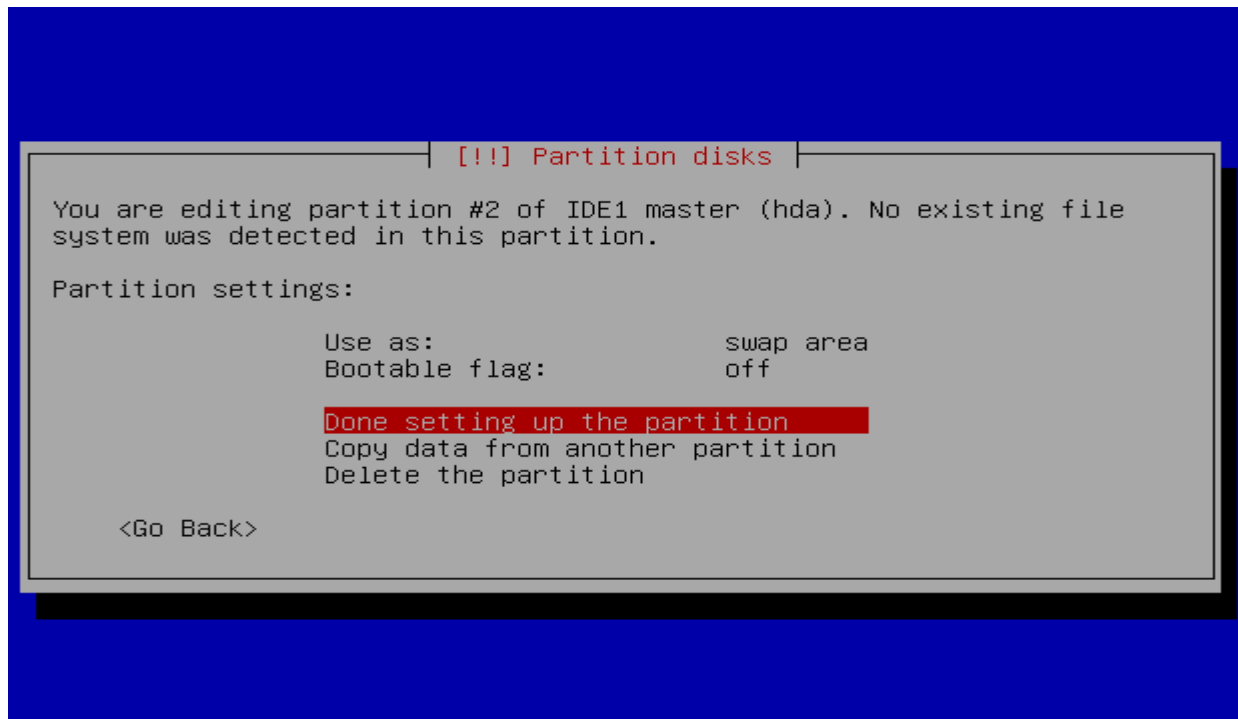 [!!] Partition disks
You are editing partition #2 of IDE1 master (hda). No existing file
system was detected in this partition.
Partition settings:
Use as: swap area
Bootable flag: off
Done setting up the partition
Copy data from another partition
Delete the partition
<Go Back>